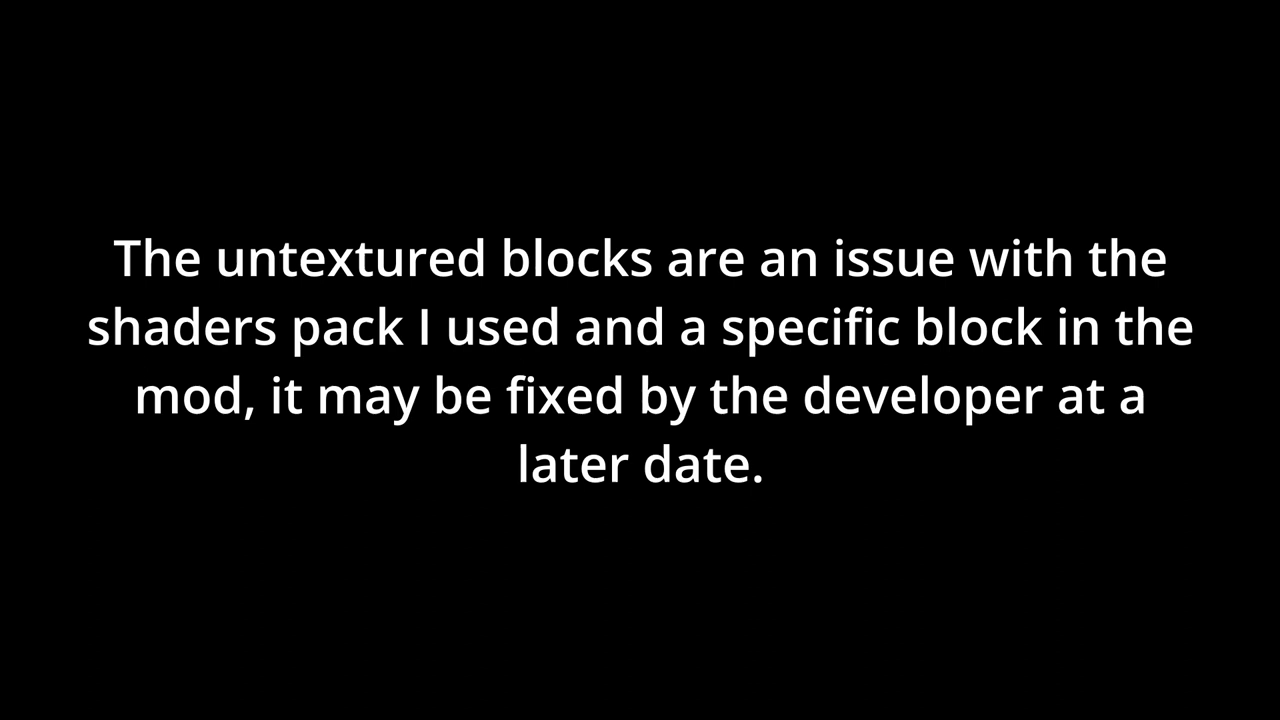 The untextured blocks are an issue with the
shaders pack I used and a specific block in the
mod, it may be fixed by the developer at a
later date.